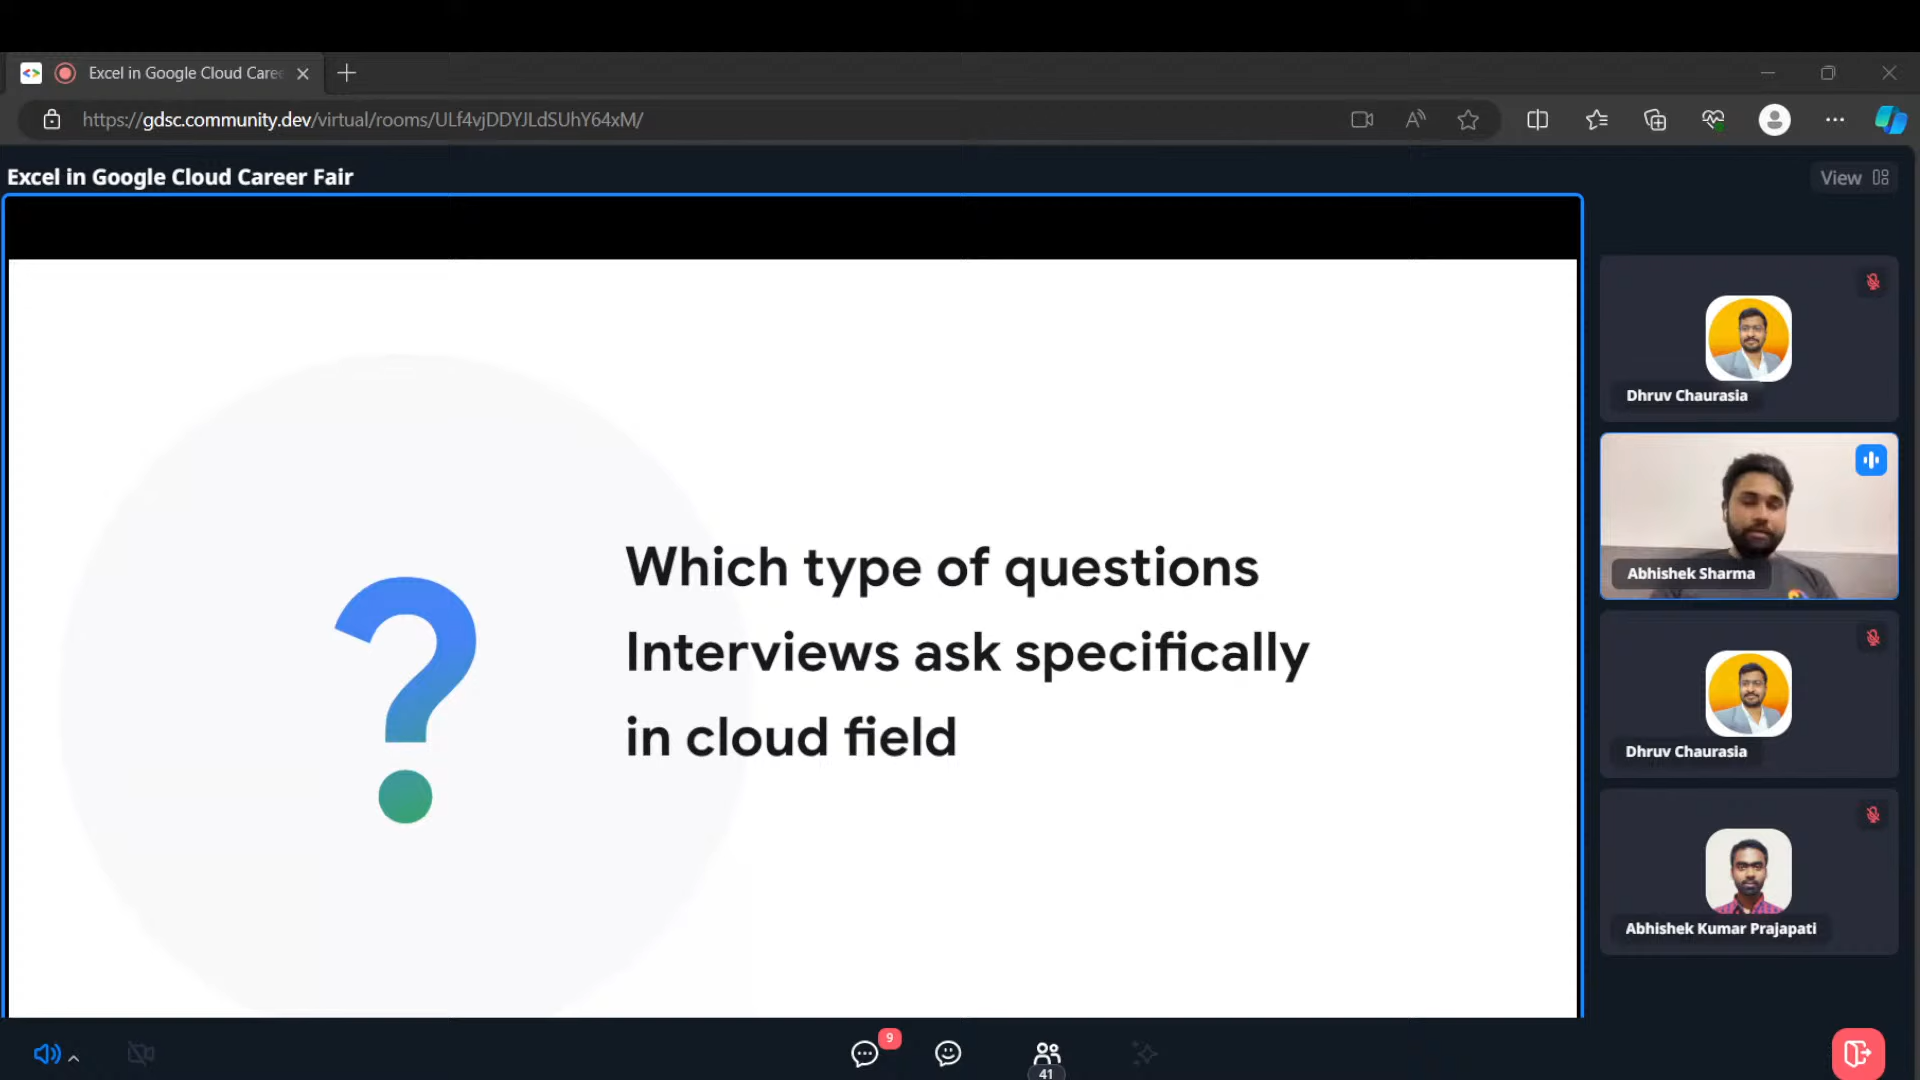 Excel in Google Cloud Caree
https://gdsc.community.dev/virtual/rooms/ULf4vjDDYJLdSUhY64xM/
Excel in Google Cloud Career Fair
View
Which type of questions
Interviews ask specifically
in cloud field
Dhruv Chaurasia
Abhishek Sharma
Dhruv Chaurasia
Abhishek Kumar Prajapati
9
41